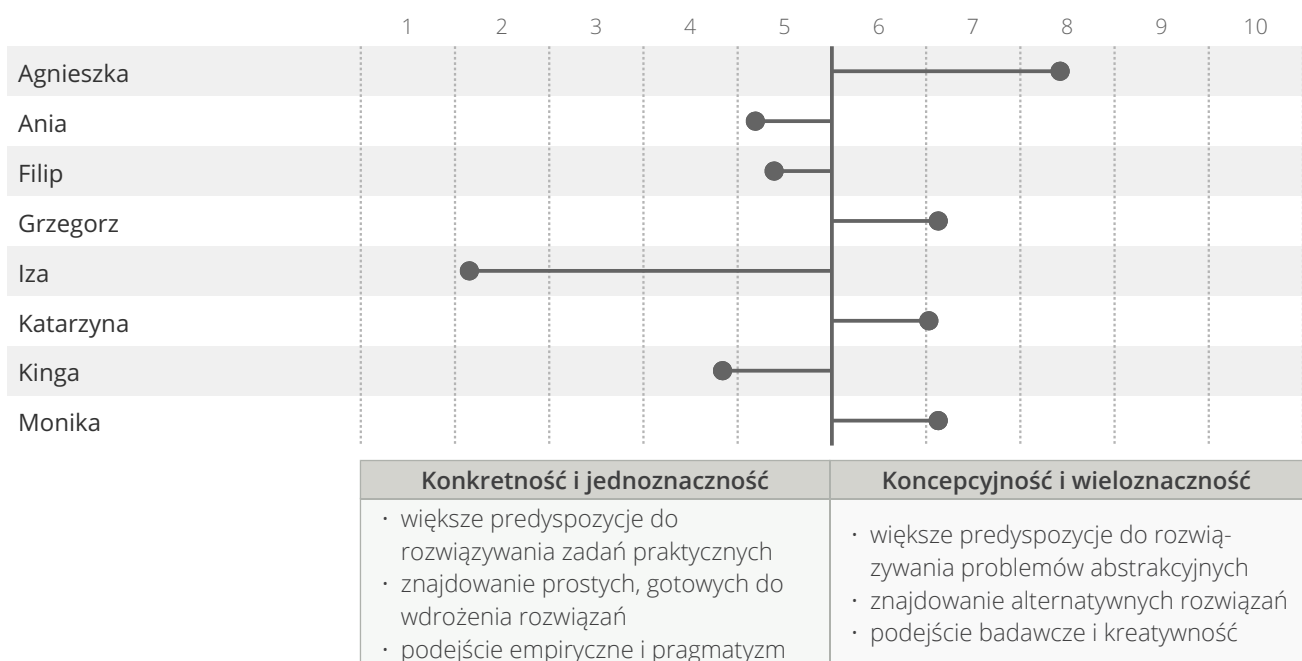 1 2 3 4 5 6 7 8 9 10
Agnieszka
Ania
Filip
Grzegorz
Iza
Katarzyna
Kinga
Monika
Konkretność i jednoznaczność
· większe predyspozycje do
rozwiązywania zadań praktycznych
· znajdowanie prostych, gotowych do
wdrożenia rozwiązań
· podejście empiryczne i pragmatyzm
Koncepcyjność i wieloznaczność
· większe predyspozycje do rozwią-
zywania problemów abstrakcyjnych
· znajdowanie alternatywnych rozwiązań
· podejście badawcze i kreatywność